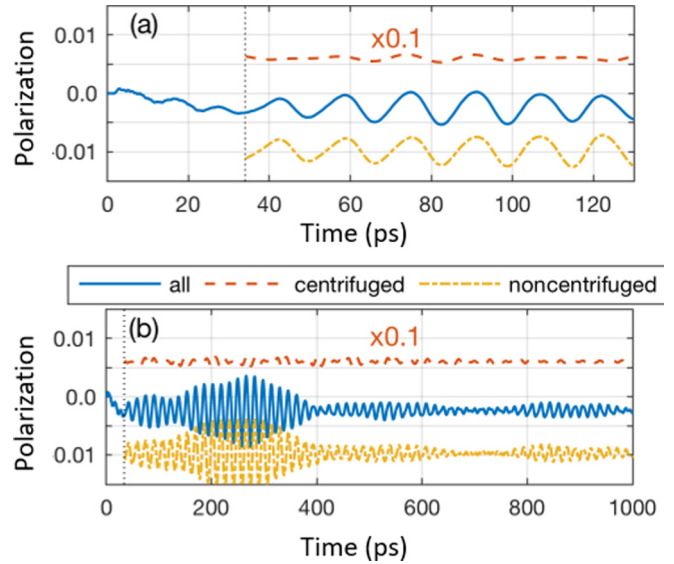 (a)
x0.1
Polarization
0.01
0.0
-0.01
0 20 40 60 80 100 120
Time (ps)
all centrifuged noncentrifuged
(b)
x0.1
Polarization
0.01
0.0
0.01
0 200 400 600 800 1000
Time (ps)